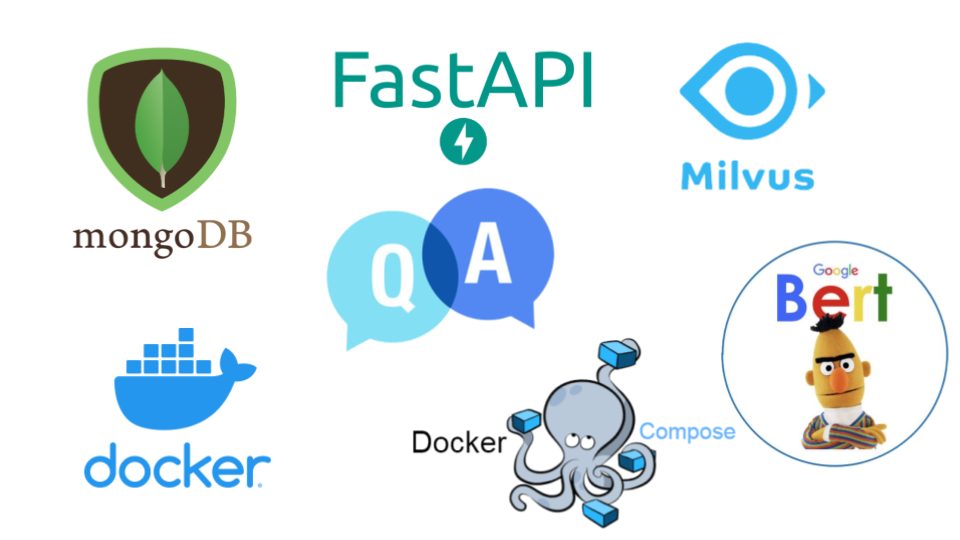 FastAPI
mongoDB
Milvus
Q A
Google
Bert
docker
Docker
Compose